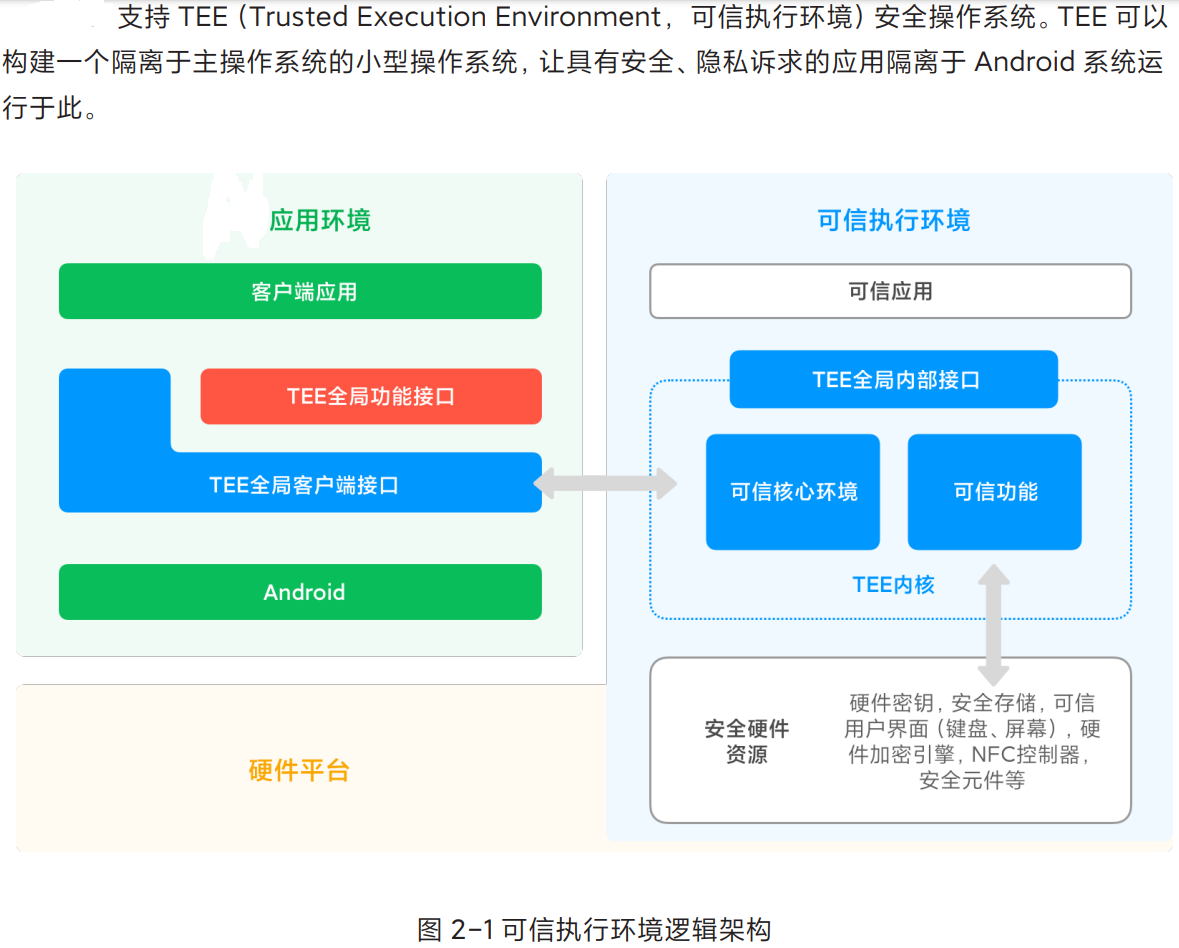 支持 TEE（Trusted Execution Environment，可信执行环境）安全操作系统。TEE 可以
构建一个隔离于主操作系统的小型操作系统，让具有安全、隐私诉求的应用隔离于 Android 系统运
行于此。
应用环境
客户端应用
TEE全局功能接口
TEE全局客户端接口
Android
可信执行环境
可信应用
TEE全局内部接口
可信核心环境
可信功能
TEE内核
安全硬件
资源
硬件密钥，安全存储，可信
用户界面（键盘、屏幕），硬
件加密引擎，NFC控制器，
安全元件等
硬件平台
图 2-1 可信执行环境逻辑架构